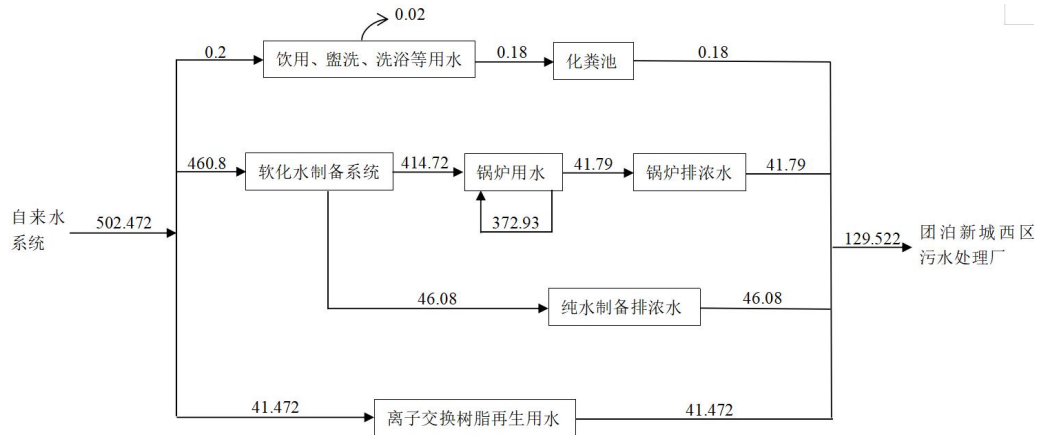 0.02
0.2
饮用、盥洗、洗浴等用水
0.18
化粪池
0.18
460.8
软化水制备系统
414.72
锅炉用水
41.79
锅炉排浓水
41.79
372.93
自来水
系统
502.472
129.522
团泊新城西区
污水处理厂
46.08
纯水制备排浓水
46.08
41.472
离子交换树脂再生用水
41.472